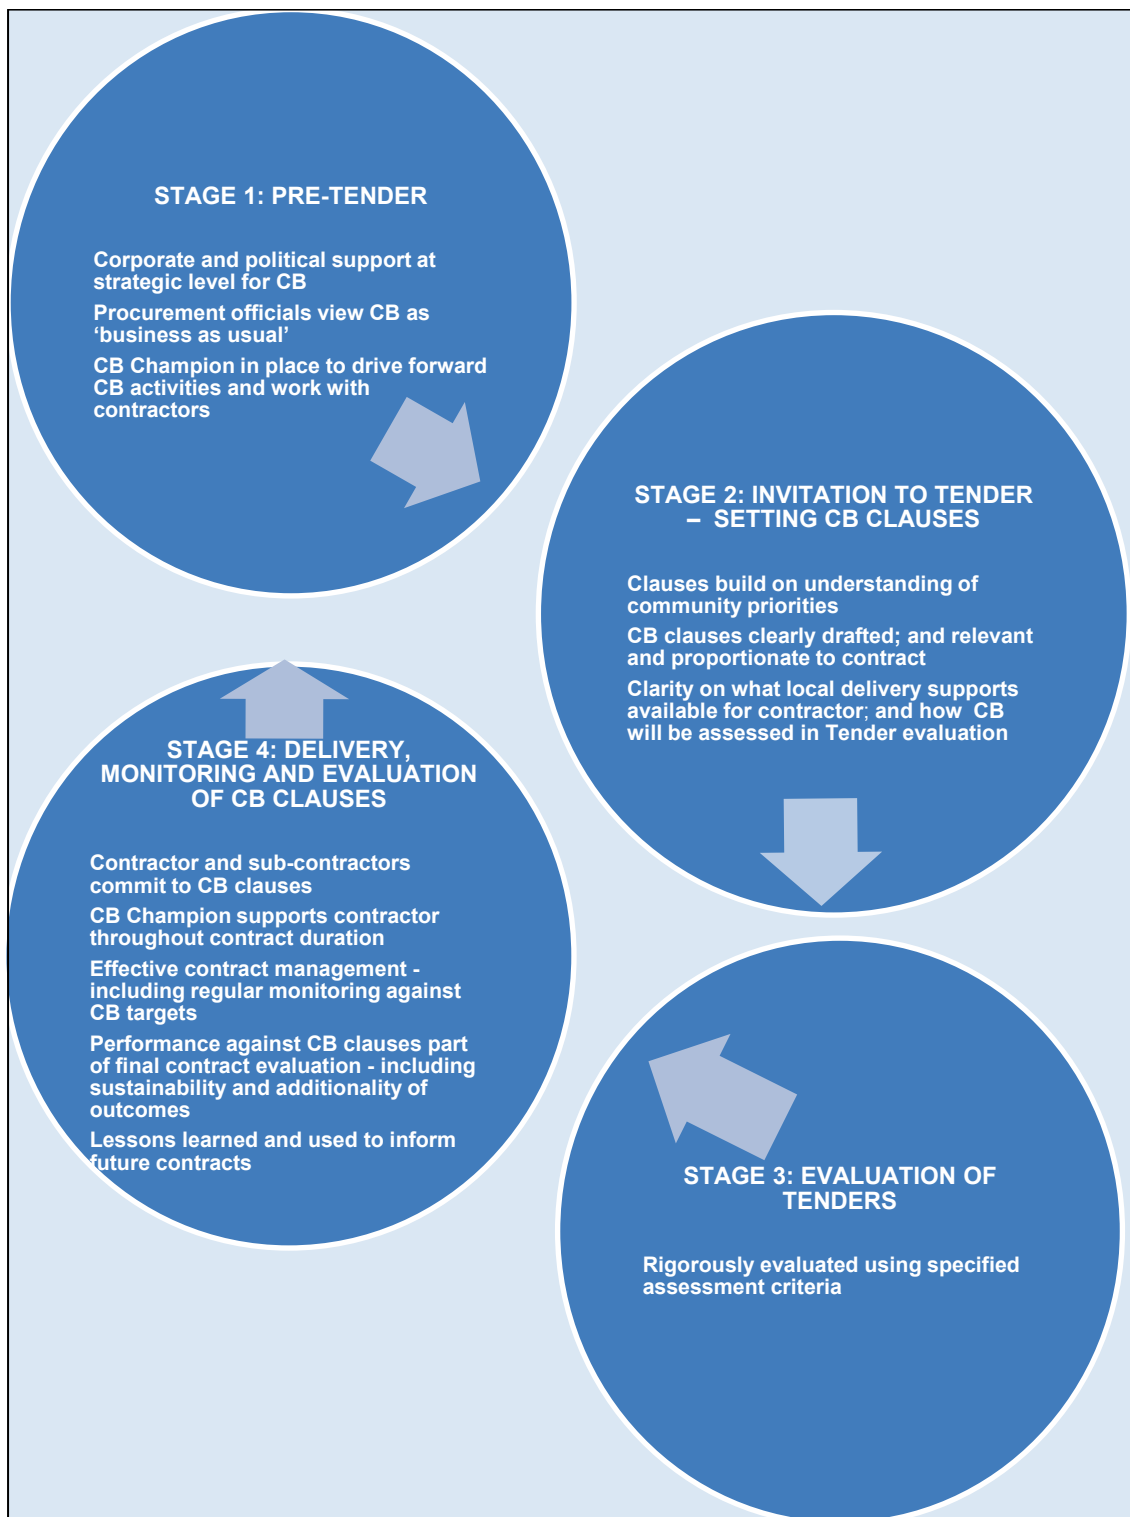 STAGE 1: PRE-TENDER
Corporate and political support at
strategic level for CB
Procurement officials view CB as
‘business as usual’
CB Champion in place to drive forward
CB activities and work with
contractors
STAGE 2: INVITATION TO TENDER
– SETTING CB CLAUSES
Clauses build on understanding of
community priorities
CB clauses clearly drafted; and relevant
and proportionate to contract
Clarity on what local delivery supports
available for contractor; and how CB
will be assessed in Tender evaluation
STAGE 3: EVALUATION OF
TENDERS
Rigorously evaluated using specified
assessment criteria
STAGE 4: DELIVERY,
MONITORING AND EVALUATION
OF CB CLAUSES
Contractor and sub-contractors
commit to CB clauses
CB Champion supports contractor
throughout contract duration
Effective contract management -
including regular monitoring against
CB targets
Performance against CB clauses part
of final contract evaluation - including
sustainability and additionality of
outcomes
Lessons learned and used to inform
future contracts